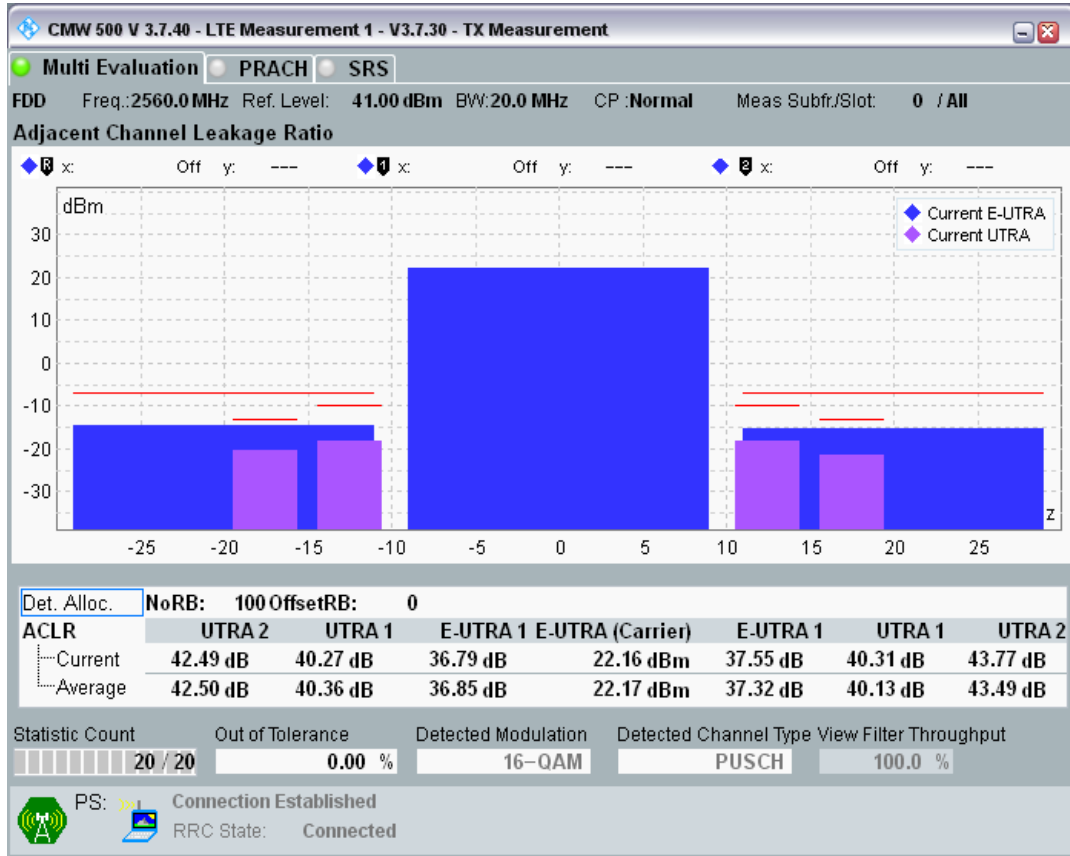 CMW 500 V 3.7.40 - LTE Measurement 1 - V3.7.30 - TX Measurement
Multi Evaluation PRACH SRS
FDD Freq.:2560.0 MHz Ref. Level: 41.00 dBm BW:20.0 MHz CP :Normal Meas Subfr./Slot: 0 / All
Adjacent Channel Leakage Ratio
R x: Off y: --- 1 x: Off y: --- 2 x: Off y: ---
dBm
Current E-UTRA
Current UTRA
30
20
10
0
-10
-20
-30
z
-25 -20 -15 -10 -5 0 5 10 15 20 25
Det. Alloc. NoRB: 100 OffsetRB: 0
ACLR UTRA 2 UTRA 1 E-UTRA 1 E-UTRA (Carrier) E-UTRA 1 UTRA 1 UTRA 2
Current 42.49 dB 40.27 dB 36.79 dB 22.16 dBm 37.55 dB 40.31 dB 43.77 dB
Average 42.50 dB 40.36 dB 36.85 dB 22.17 dBm 37.32 dB 40.13 dB 43.49 dB
Statistic Count Out of Tolerance Detected Modulation Detected Channel Type View Filter Throughput
20 / 20 0.00 % 16-QAM PUSCH 100.0 %
PS: Connection Established
RRC State: Connected